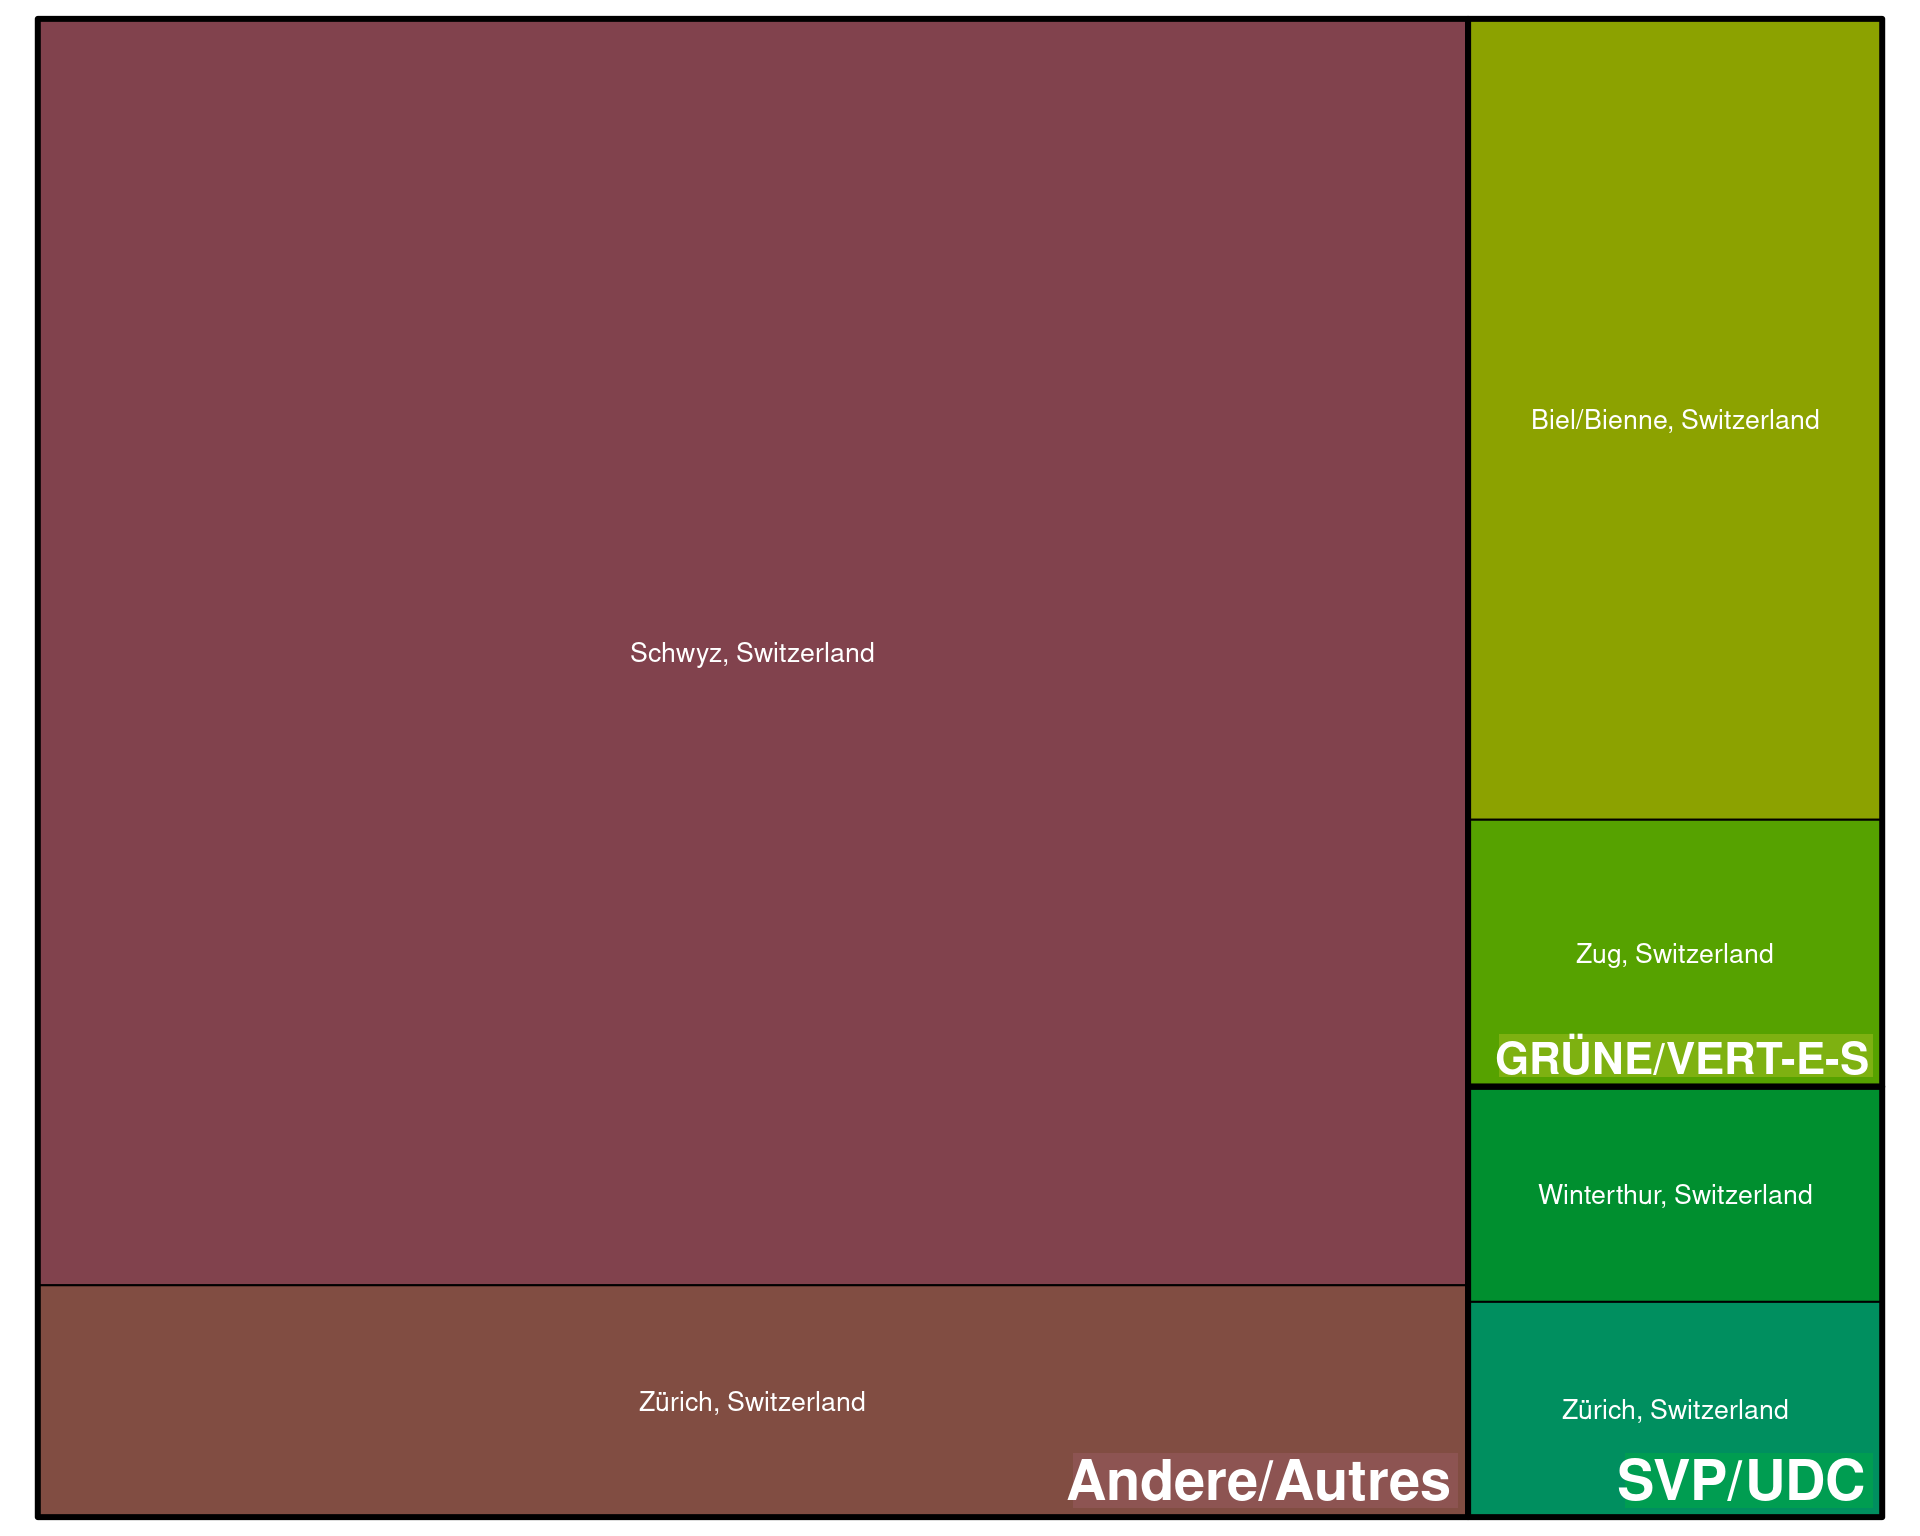 Schwyz, Switzerland
Zürich, Switzerland
Andere/Autres
Biel/Bienne, Switzerland
Zug, Switzerland
GRÜNE/VERT-E-S
Winterthur, Switzerland
Zürich, Switzerland
SVP/UDC